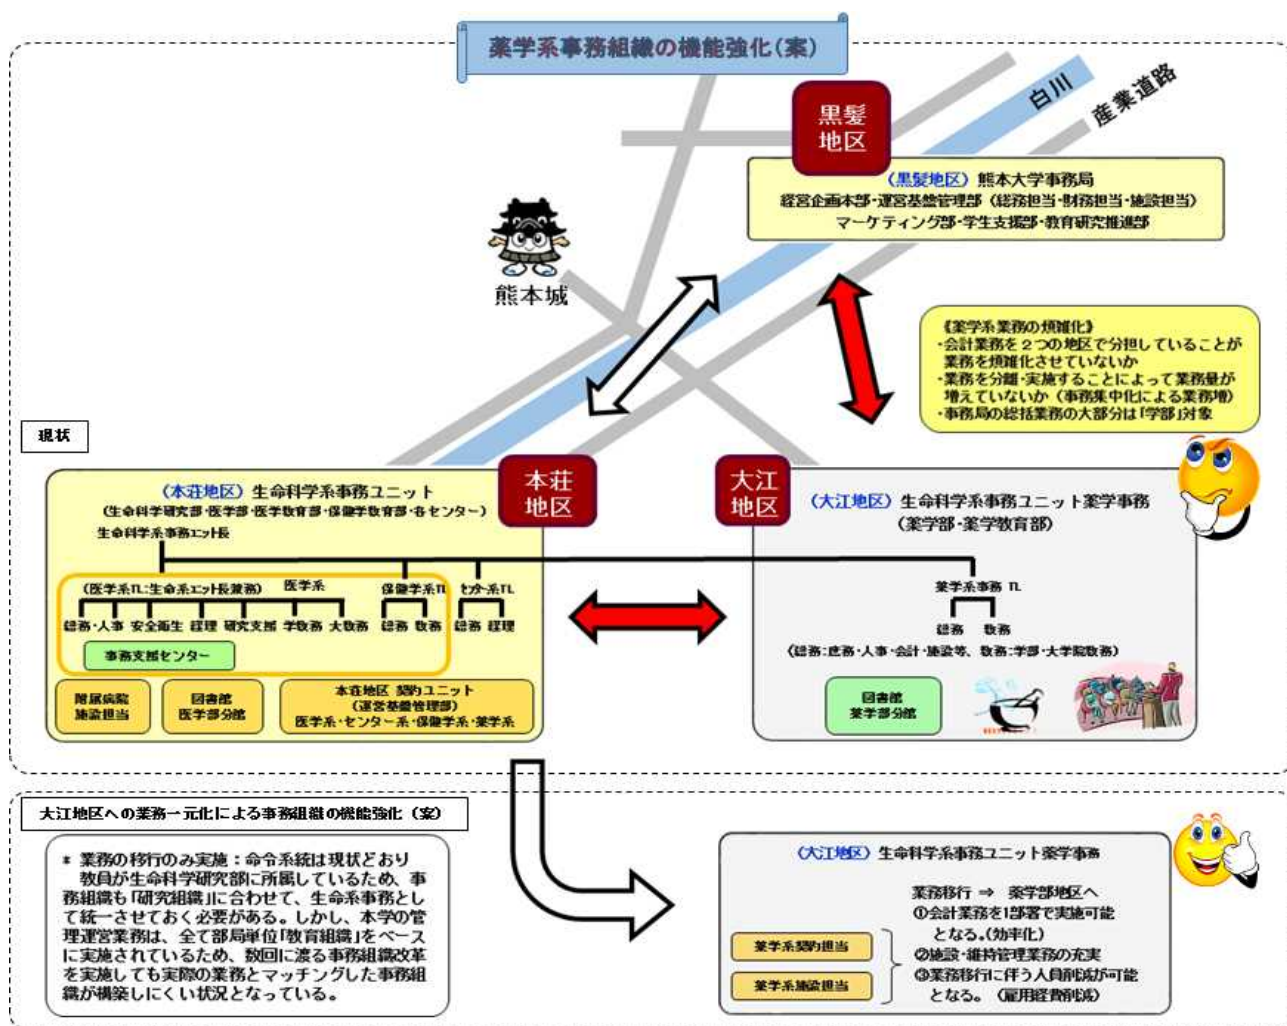 薬学系事務組織の機能強化(案)
白川
産業道路
黒髪
地区
(黒髪地区) 熊本大学事務局
経営企画本部・運営基盤管理部 (総務担当・財務担当・施設担当)
マーケティング部・学生支援部・教育研究推進部
熊本城
《薬学系業務の煩雑化》
・会計業務を2つの地区で分担していることが
業務を煩雑化させていないか
・業務を分離・実施することによって業務量が
増えていないか (事務集中化による業務増)
・事務局の総括業務の大部分は「学部」対象
現状
本荘
地区
大江
地区
(本荘地区) 生命科学系事務ユニット
(生命科学研究部・医学部・医学教育部・保健学教育部・各センター)
生命科学系事務ユニット長
(医学系TL:生命系ユニット長兼務)
医学系
保健学系TL
センター系TL
総務・人事 安全衛生 経理 研究支援 学教務 大教務 総務 教務 総務 経理
事務支援センター
附属病院
施設担当
図書館
医学部分館
本荘地区 契約ユニット
(運営基盤管理部)
医学系・センター系・保健学系・薬学系
(大江地区) 生命科学系事務ユニット薬学事務
(薬学部・薬学教育部)
薬学系事務 TL
総務 教務
(総務:庶務・人事・会計・施設等、教務:学部・大学院教務)
図書館
薬学部分館
大江地区への業務一元化による事務組織の機能強化 (案)
* 業務の移行のみ実施:命令系統は現状どおり
教員が生命科学研究部に所属しているため、事
務組織も「研究組織」に合わせて、生命系事務とし
て統一させておく必要がある。しかし、本学の管
理運営業務は、全て部局単位「教育組織」をベース
に実施されているため、数回に渡る事務組織改革
を実施しても実際の業務とマッチングした事務組
織が構築しにくい状況となっている。
(大江地区) 生命科学系事務ユニット薬学事務
業務移行 ⇒ 薬学部地区へ
①会計業務を1部署で実施可能
となる。(効率化)
②施設・維持管理業務の充実
③業務移行に伴う人員削減が可能
となる。 (雇用経費削減)
薬学系契約担当
薬学系施設担当